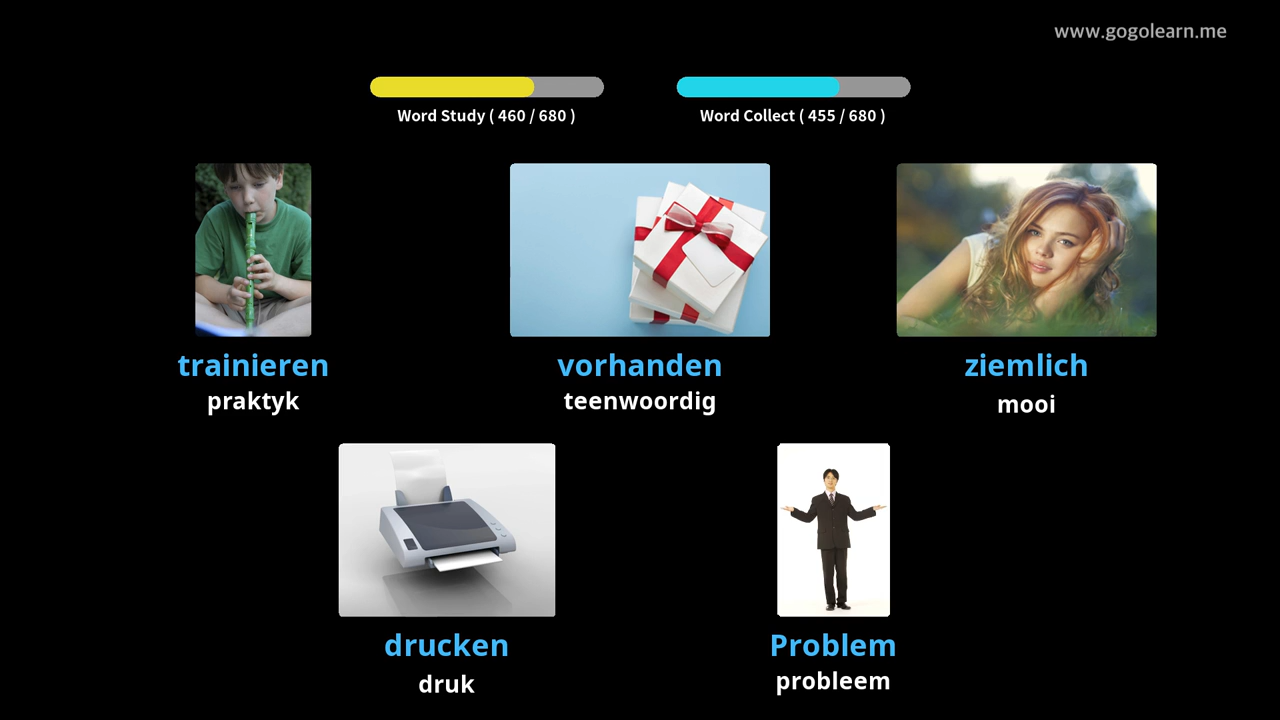 www.gogolearn.me
Word Study ( 460 / 680 )
Word Collect ( 455 / 680 )
trainieren
praktyk
vorhanden
teenwoordig
ziemlich
mooi
drucken
druk
Problem
probleem